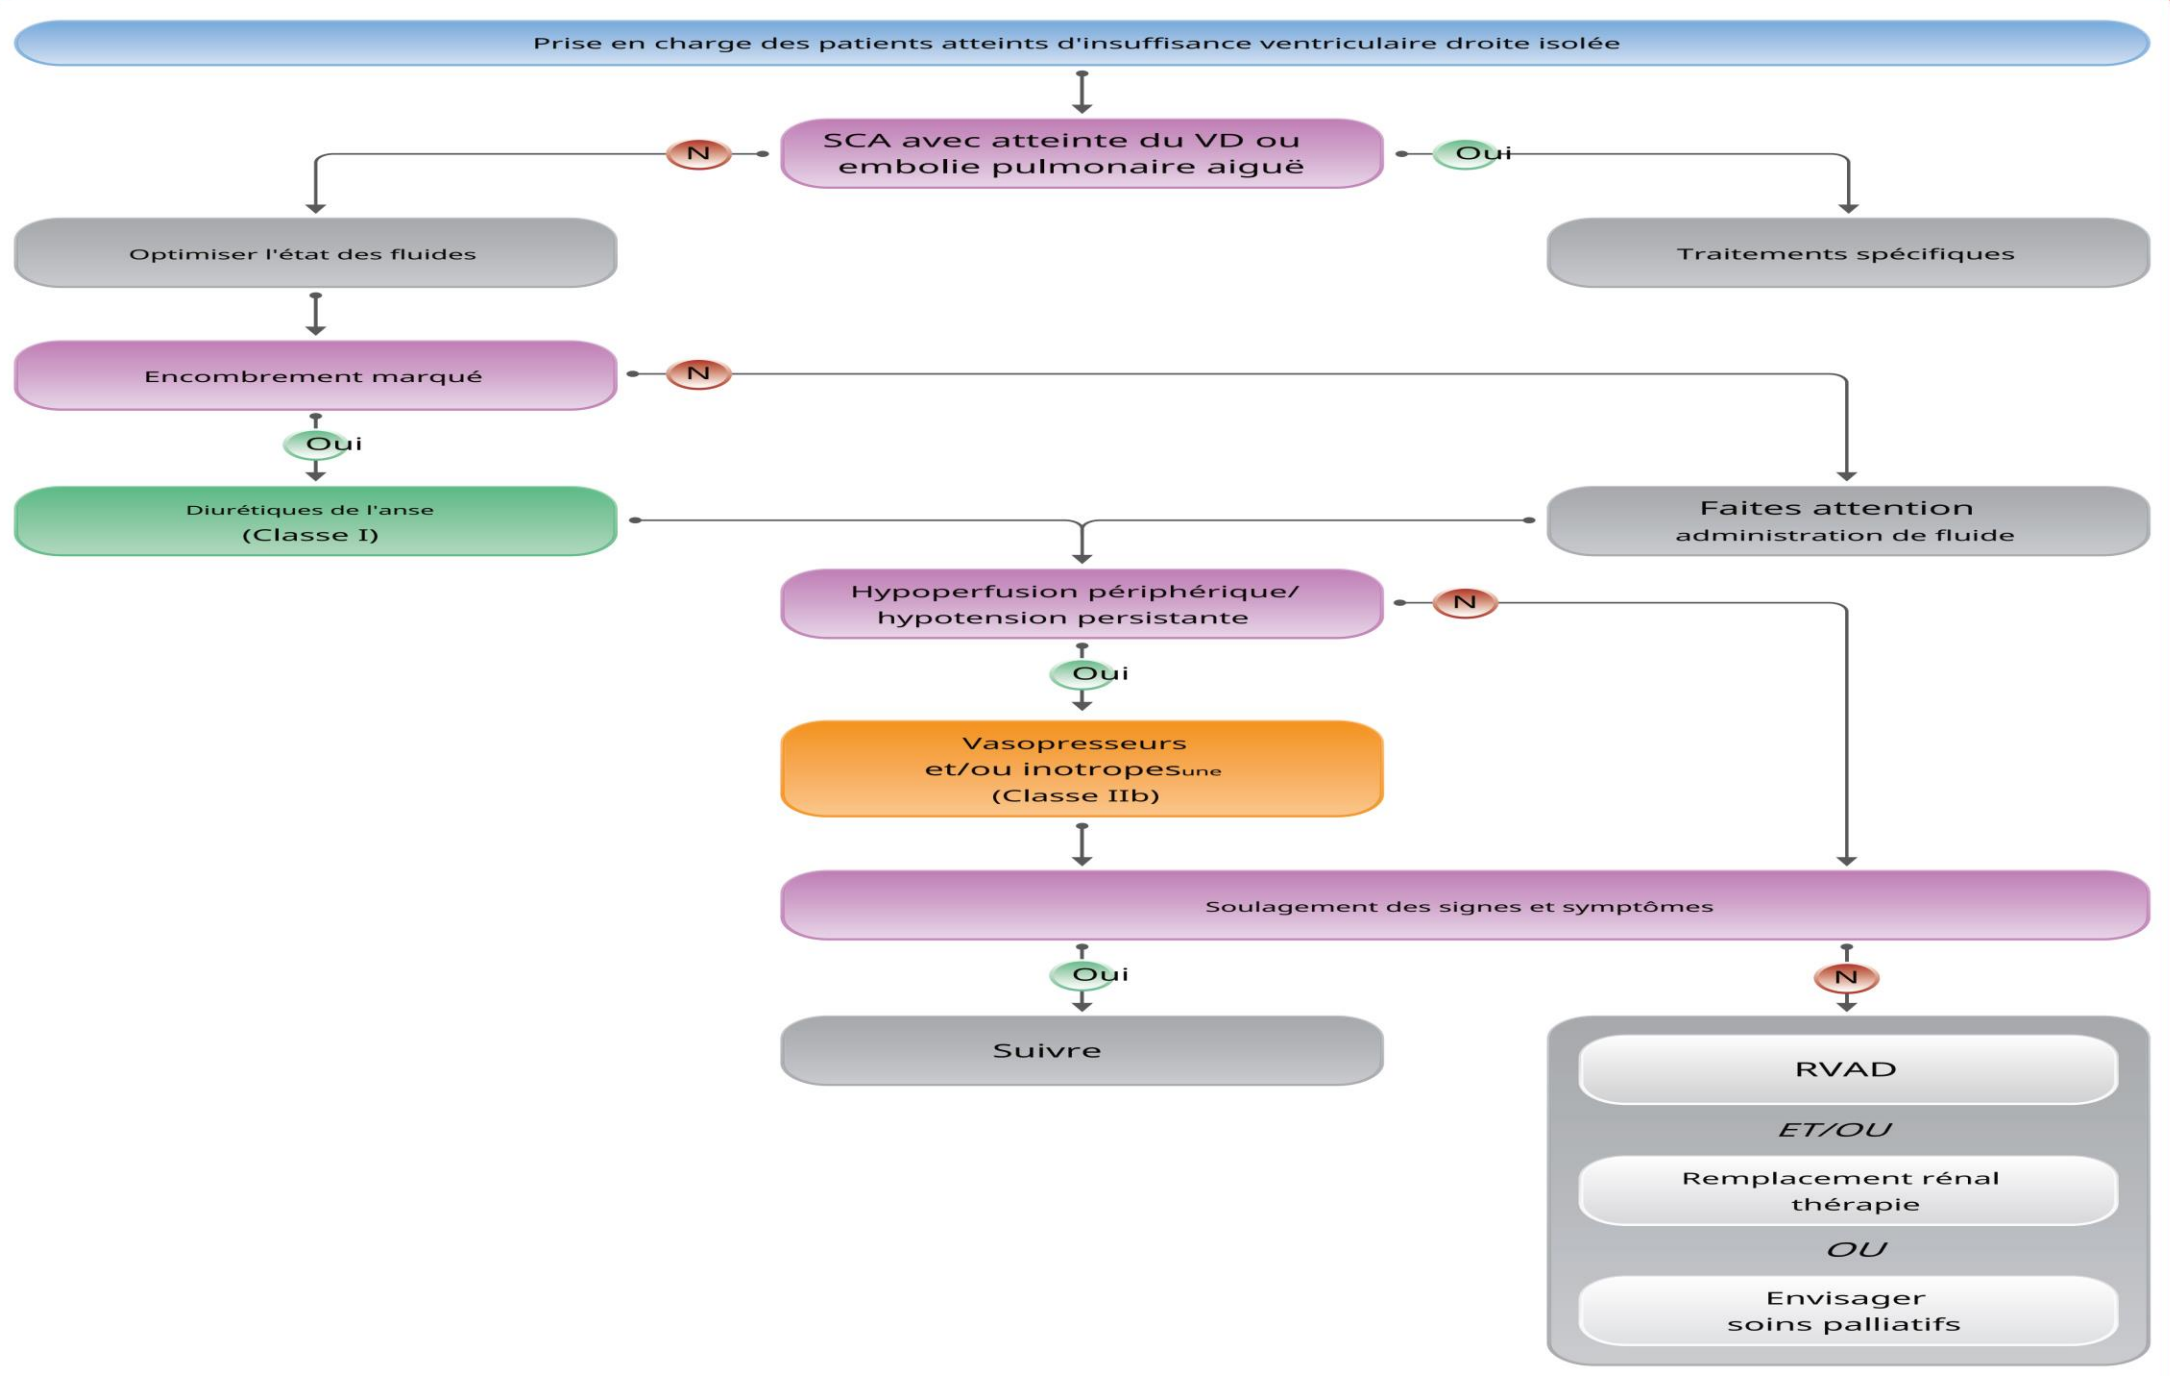 Prise en charge des patients atteints d'insuffisance ventriculaire droite isolée
SCA avec atteinte du VD ou
embolie pulmonaire aiguë
N
Oui
Optimiser l'état des fluides
Traitements spécifiques
Encombrement marqué
N
Oui
Diurétiques de l'anse
(Classe I)
Faites attention
administration de fluide
Hypoperfusion périphérique/
hypotension persistante
N
Oui
Vasopresseurs
et/ou inotropesune
(Classe IIb)
Soulagement des signes et symptômes
Oui
N
Suivre
RVAD
ET/OU
Remplacement rénal
thérapie
OU
Envisager
soins palliatifs